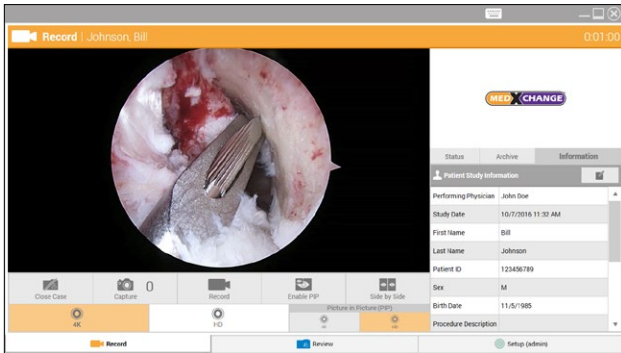 Record | Johnson, Bill 0:01:00
MED X CHANGE
Status Archive Information
Patient Study Information
Performing Physician John Doe
Study Date 10/7/2016 11:32 AM
First Name Bill
Last Name Johnson
Patient ID 123456789
Sex M
Birth Date 11/5/1985
Procedure Description
Close Case Capture 0 Record Enable PIP Side by Side
Picture in Picture (PIP)
4K HD
Record Review Setup (admin)